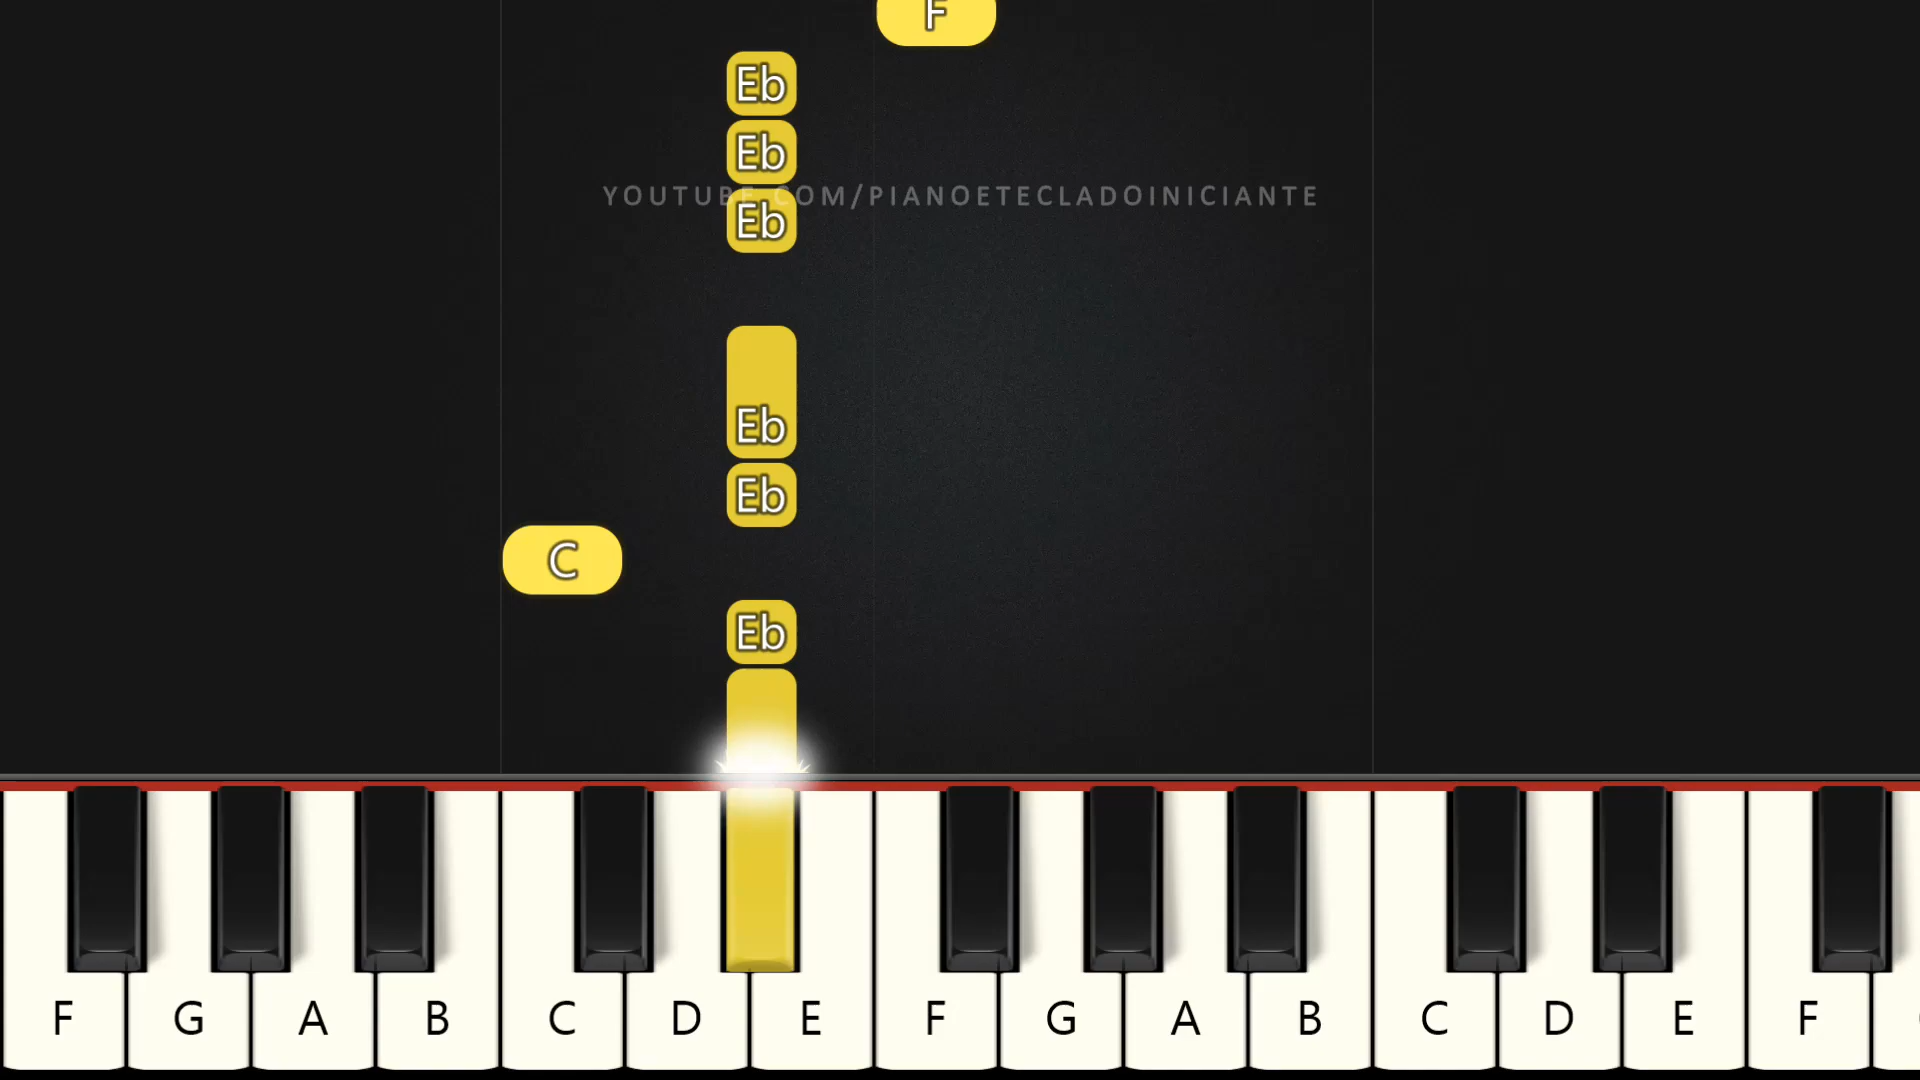 F
Eb
Eb
YOUTUBE.COM/PIANOETECLADOINICIANTE
Eb
Eb
Eb
C
Eb
F G A B C D E F G A B C D E F